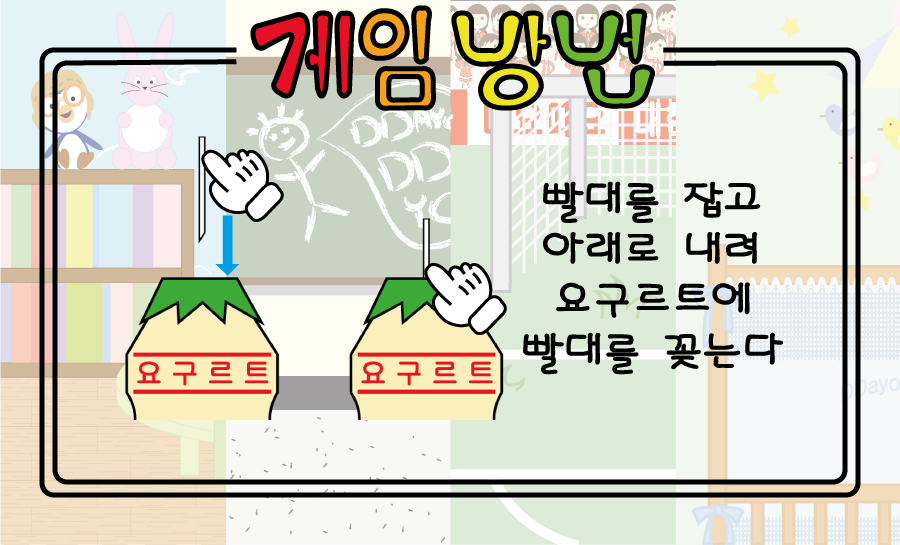 게임 방법
빨대를 잡고
아래로 내려
요구르트에
빨대를 꽂는다
요구르트
요구르트